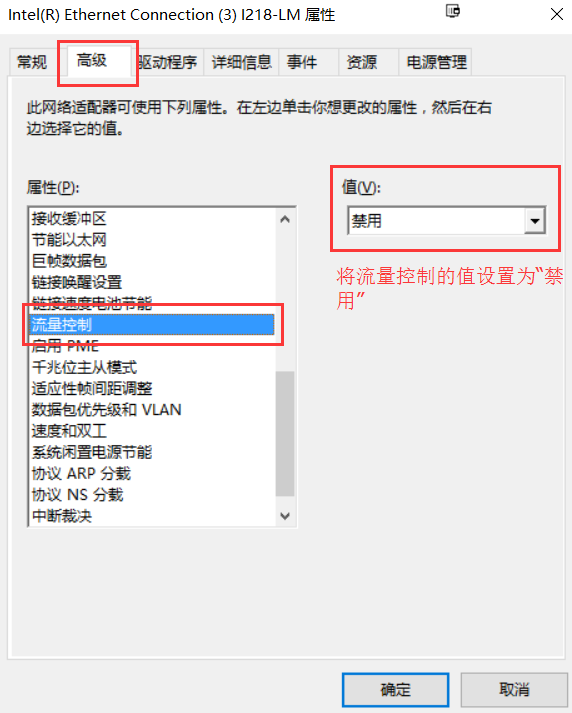 Intel(R) Ethernet Connection (3) I218-LM 属性
常规 高级 驱动程序 详细信息 事件 资源 电源管理
此网络适配器可使用下列属性。在左边单击你想更改的属性，然后在右
边选择它的值。
属性(P):
值(V):
禁用
将流量控制的值设置为“禁
用”
接收缓冲区
节能以太网
巨帧数据包
链接唤醒设置
链接速度电池节能
流量控制
启用 PME
千兆位主从模式
适应性帧间距调整
数据包优先级和 VLAN
速度和双工
系统闲置电源节能
协议 ARP 分载
协议 NS 分载
中断裁决
确定
取消